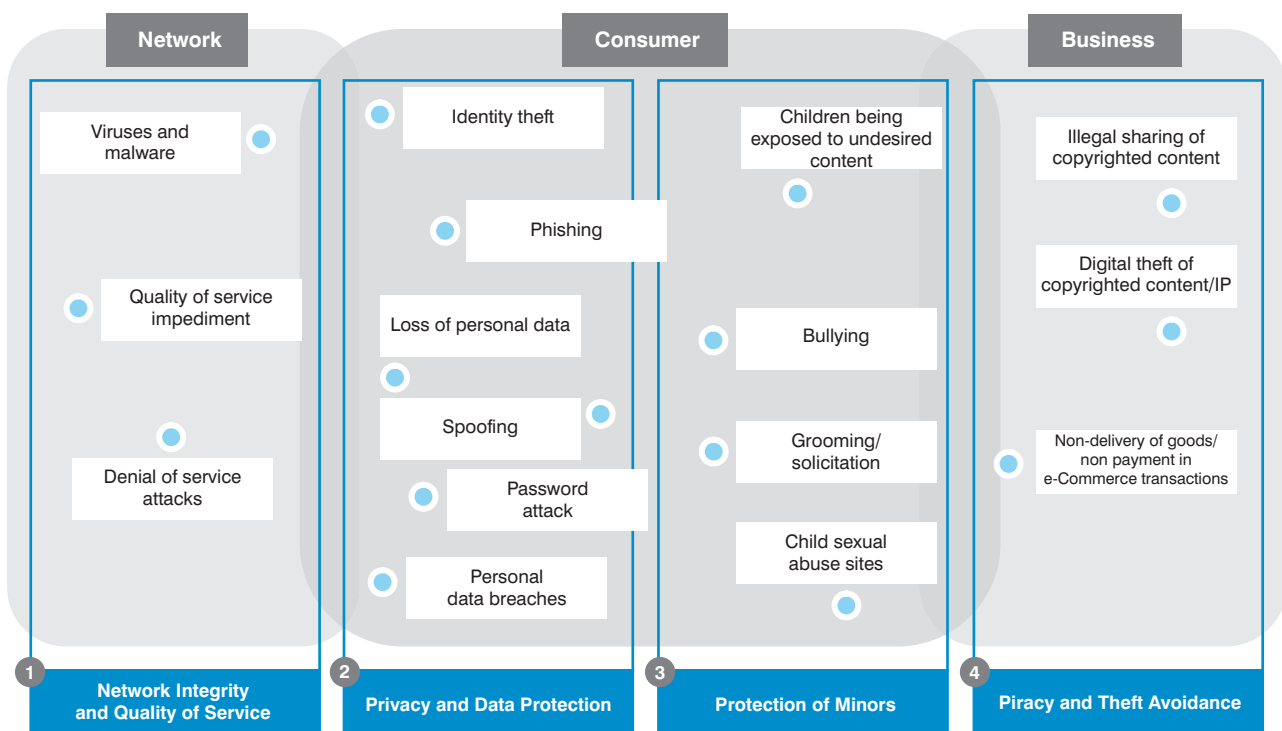 Network
Consumer
Business
Viruses and
malware
Quality of service
impediment
Denial of service
attacks
1
Network Integrity
and Quality of Service
Identity theft
Phishing
Loss of personal data
Spoofing
Password
attack
Personal
data breaches
2
Privacy and Data Protection
Children being
exposed to undesired
content
Bullying
Grooming/
solicitation
Child sexual
abuse sites
3
Protection of Minors
Illegal sharing of
copyrighted content
Digital theft of
copyrighted content/IP
Non-delivery of goods/
non payment in
e-Commerce transactions
4
Piracy and Theft Avoidance